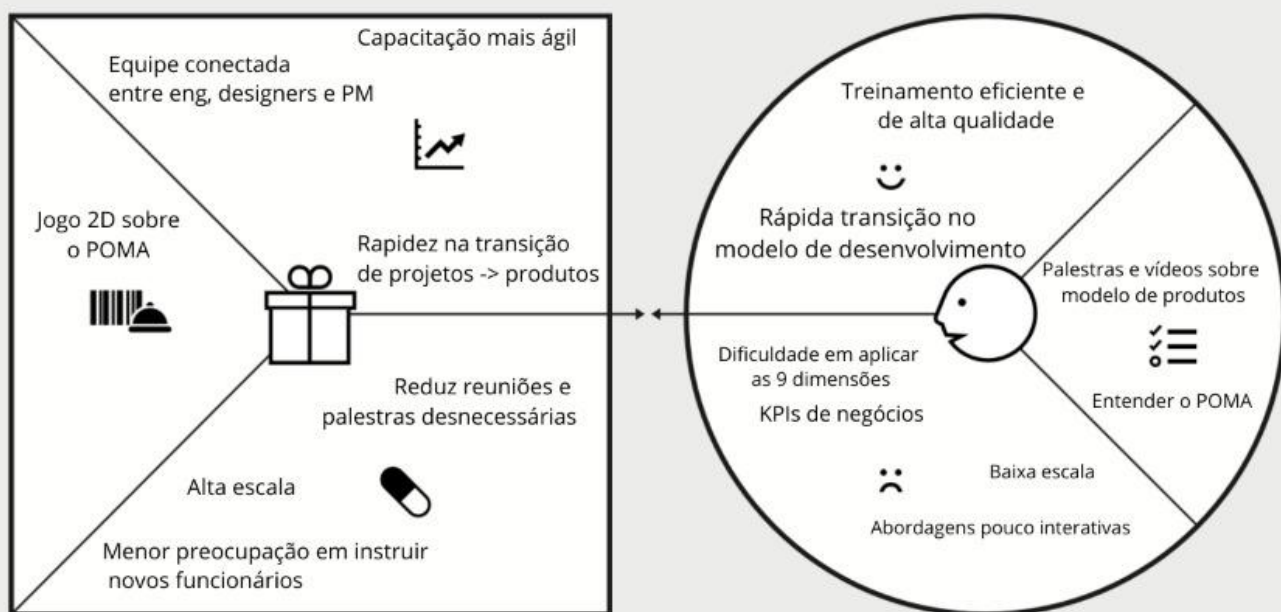 Capacitação mais ágil
Equipe conectada
entre eng, designers e PM
Jogo 2D sobre
o POMA
Rapidez na transição
de projetos -> produtos
Reduz reuniões e
palestras desnecessárias
Alta escala
Menor preocupação em instruir
novos funcionários
Treinamento eficiente e
de alta qualidade
Rápida transição no
modelo de desenvolvimento
Palestras e vídeos sobre
modelo de produtos
Entender o POMA
Dificuldade em aplicar
as 9 dimensões
KPIs de negócios
Baixa escala
Abordagens pouco interativas